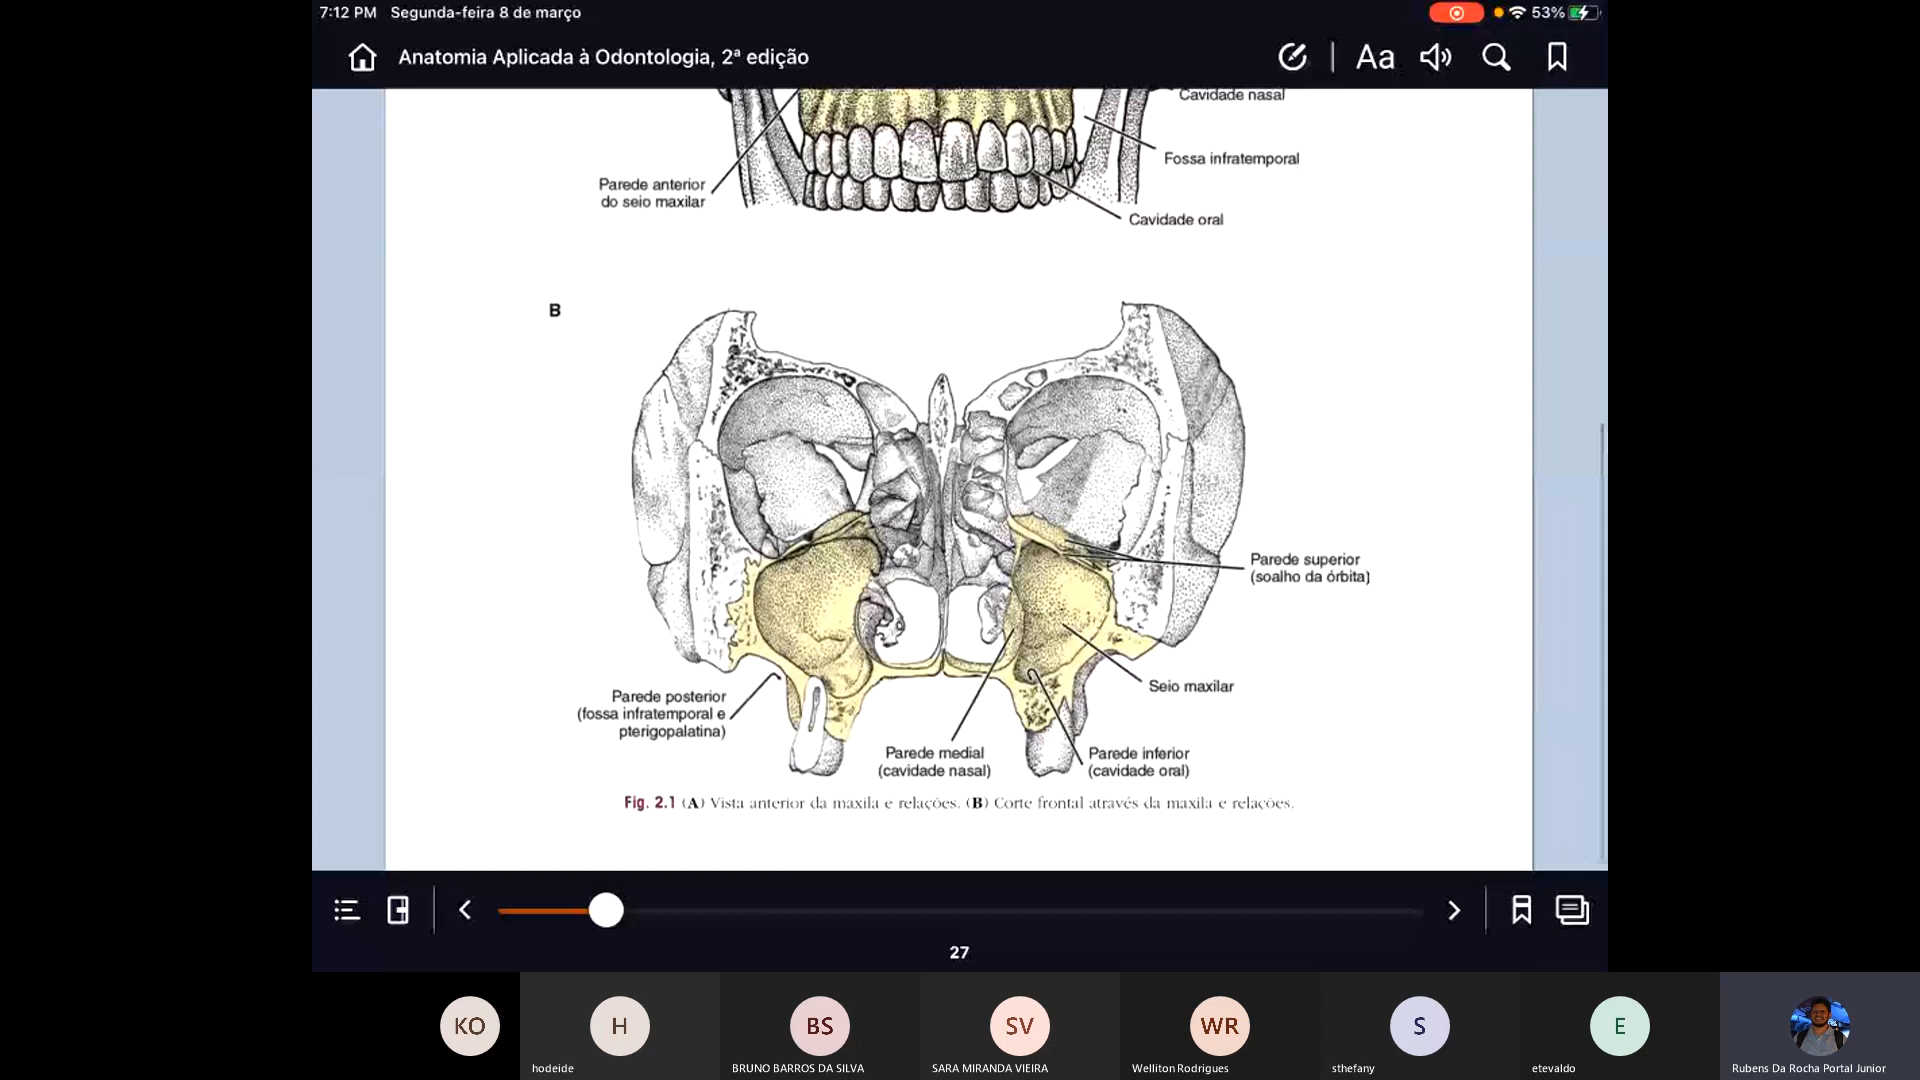 7:12 PM Segunda-feira 8 de março
53%
Anatomia Aplicada à Odontologia, 2ª edição
Aa
Cavidade nasal
Fossa infratemporal
Parede anterior
do seio maxilar
Cavidade oral
B
Parede superior
(soalho da órbita)
Seio maxilar
Parede posterior
(fossa infratemporal e
pterigopalatina)
Parede medial
(cavidade nasal)
Parede inferior
(cavidade oral)
Fig. 2.1 (A) Vista anterior da maxila e relações. (B) Corte frontal através da maxila e relações.
27
KO
H
BS
SV
WR
S
E
hodeide
BRUNO BARROS DA SILVA
SARA MIRANDA VIEIRA
Welliton Rodrigues
sthefany
etevaldo
Rubens Da Rocha Portal Junior